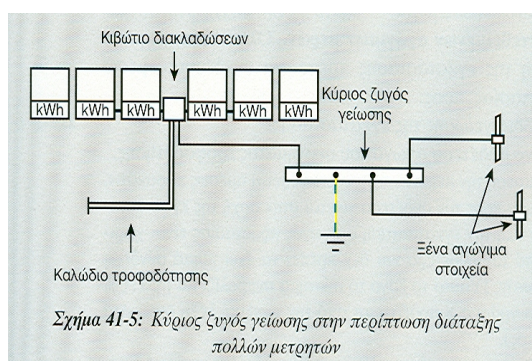 Κιβώτιο διακλαδώσεων
kWh kWh kWh kWh kWh kWh
Κύριος ζυγός
γείωσης
Ξένα αγώγιμα
στοιχεία
Καλώδιο τροφοδότησης
Σχήμα 41-5: Κύριος ζυγός γείωσης στην περίπτωση διάταξης
πολλών μετρητών